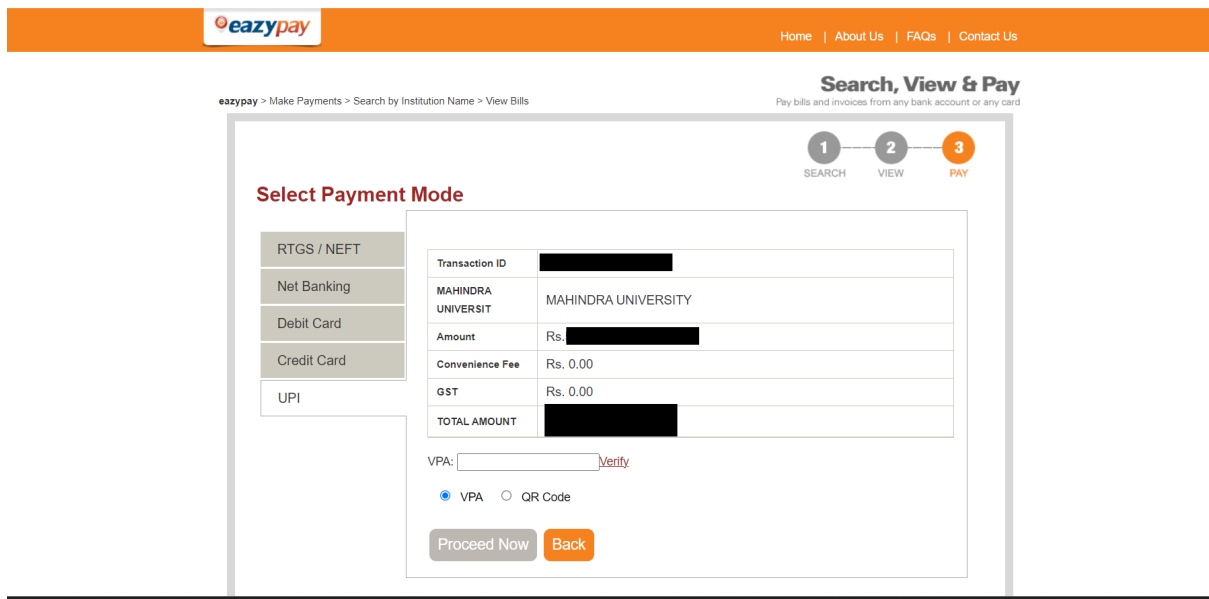 eazypay
Home | About Us | FAQs | Contact Us
Search, View & Pay
eazypay > Make Payments > Search by Institution Name > View Bills
Pay bills and invoices from any bank account or any card
1 2 3
SEARCH VIEW PAY
Select Payment Mode
RTGS / NEFT
Net Banking
Debit Card
Credit Card
UPI
Transaction ID
MAHINDRA
UNIVERSIT
MAHINDRA UNIVERSITY
Amount Rs.
Convenience Fee Rs. 0.00
GST Rs. 0.00
TOTAL AMOUNT
VPA: Verify
VPA QR Code
Proceed Now Back